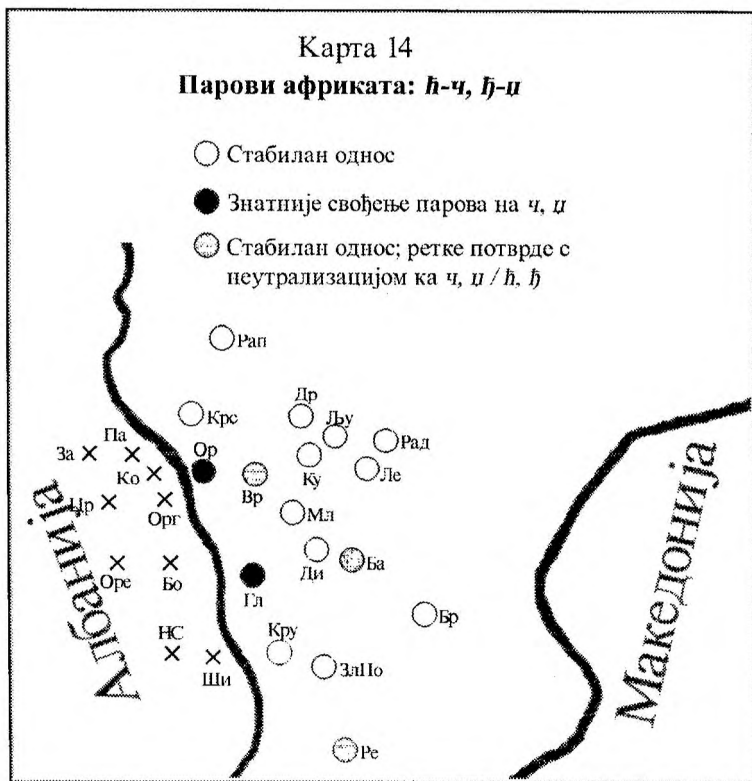 Карта 14
Парови африката: ћ-ч, ђ-џ
Стабилан однос
Знатније свођење парова на ч, џ
Стабилан однос; ретке потврде с
неутрализацијом ка ч, џ / ћ, ђ
Рап
Др
Крс
Љу
Рад
Па
За
Ор
Ку
Ле
Ко
Вр
Цр
Орг
Мл
Ди
Ба
Оре
Бо
Гл
Бр
НС
Кру
Ши
ЗлПо
Ре
Албанија
Македонија